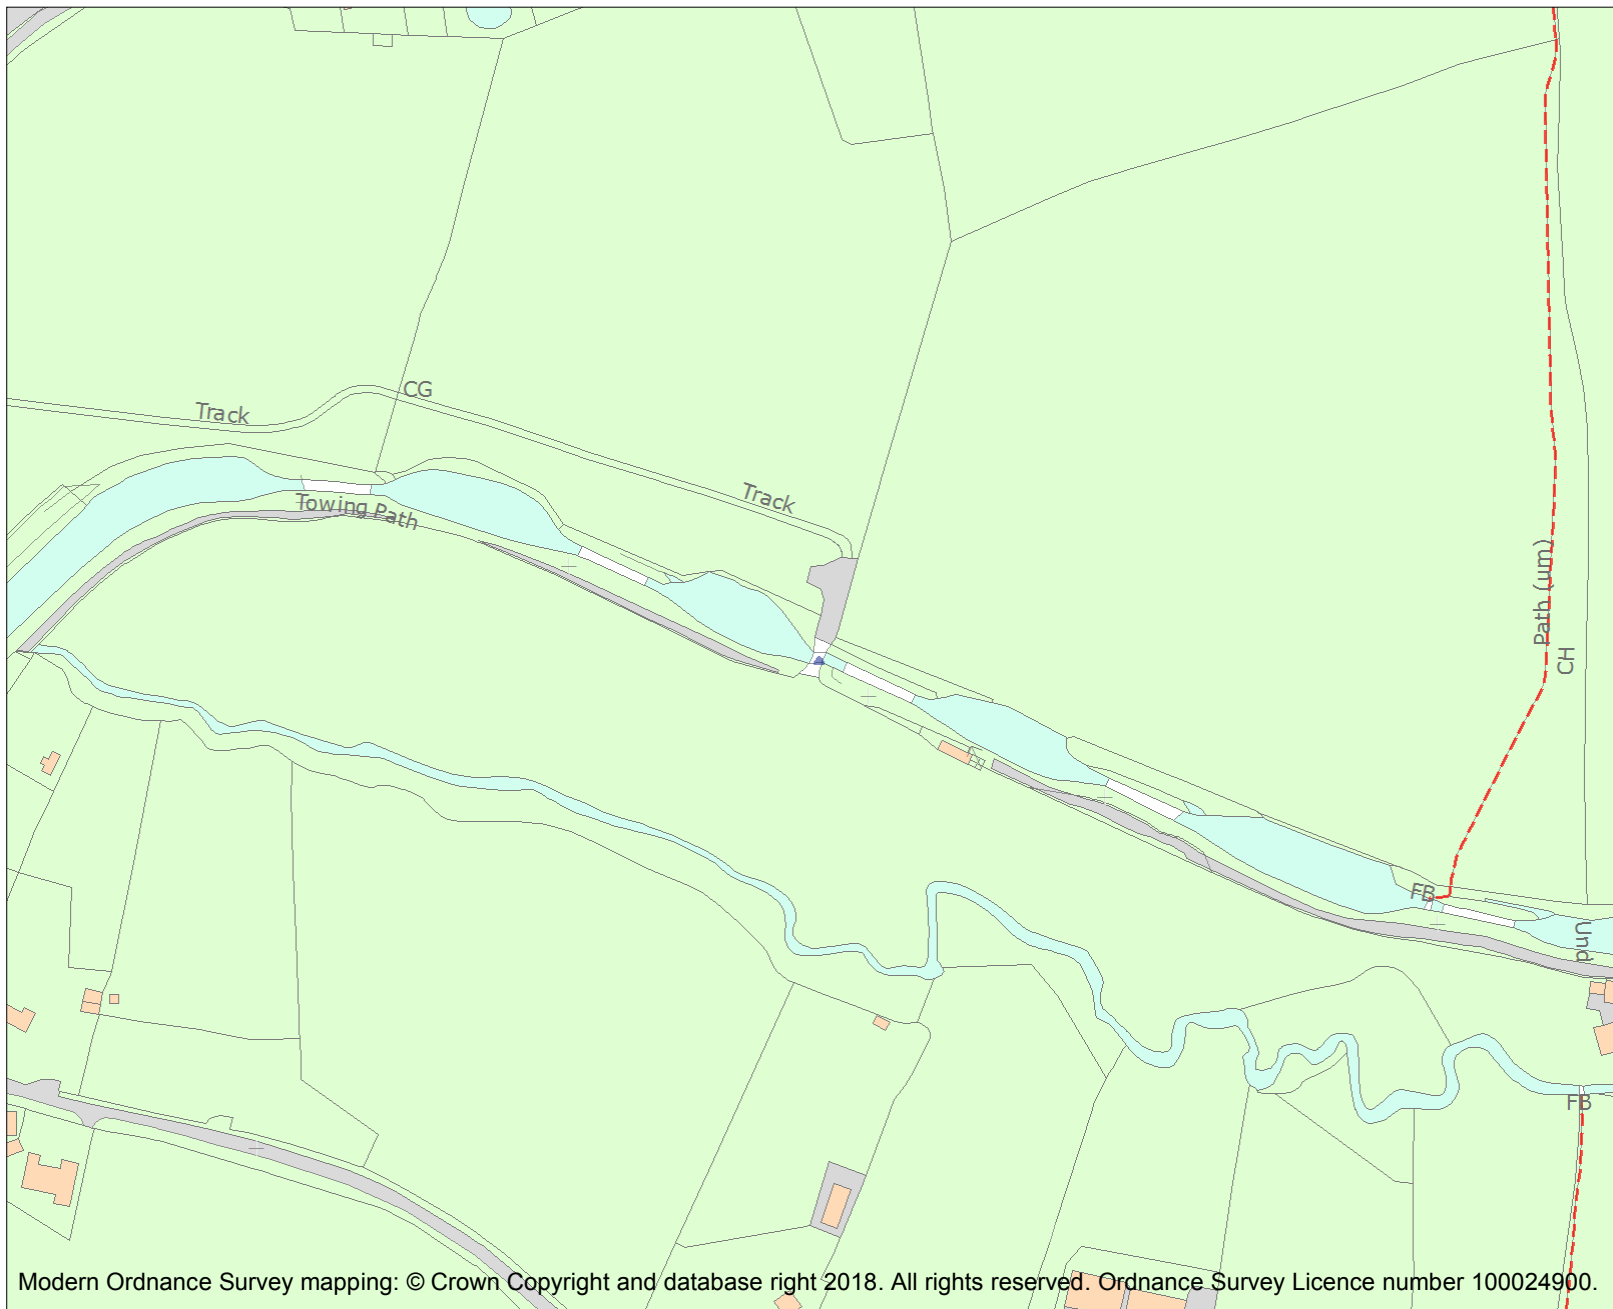 CG
Track
Track
Towing Path
Path (um)
CH
FB
Und
FB
Modern Ordnance Survey mapping: © Crown Copyright and database right 2018. All rights reserved. Ordnance Survey Licence number 100024900.